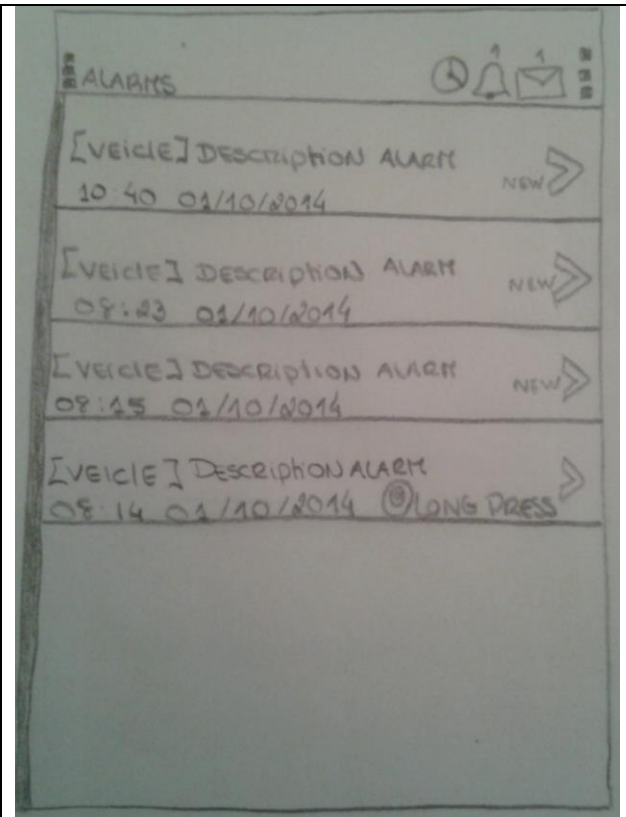 ALARMS
1 1
[VEICLE] DESCRIPTION ALARM
NEW
10:40 01/10/2014
[VEICLE] DESCRIPTION ALARM
NEW
08:23 01/10/2014
[VEICLE] DESCRIPTION ALARM
NEW
08:15 01/10/2014
[VEICLE] DESCRIPTION ALARM
08:14 01/10/2014 LONG PRESS